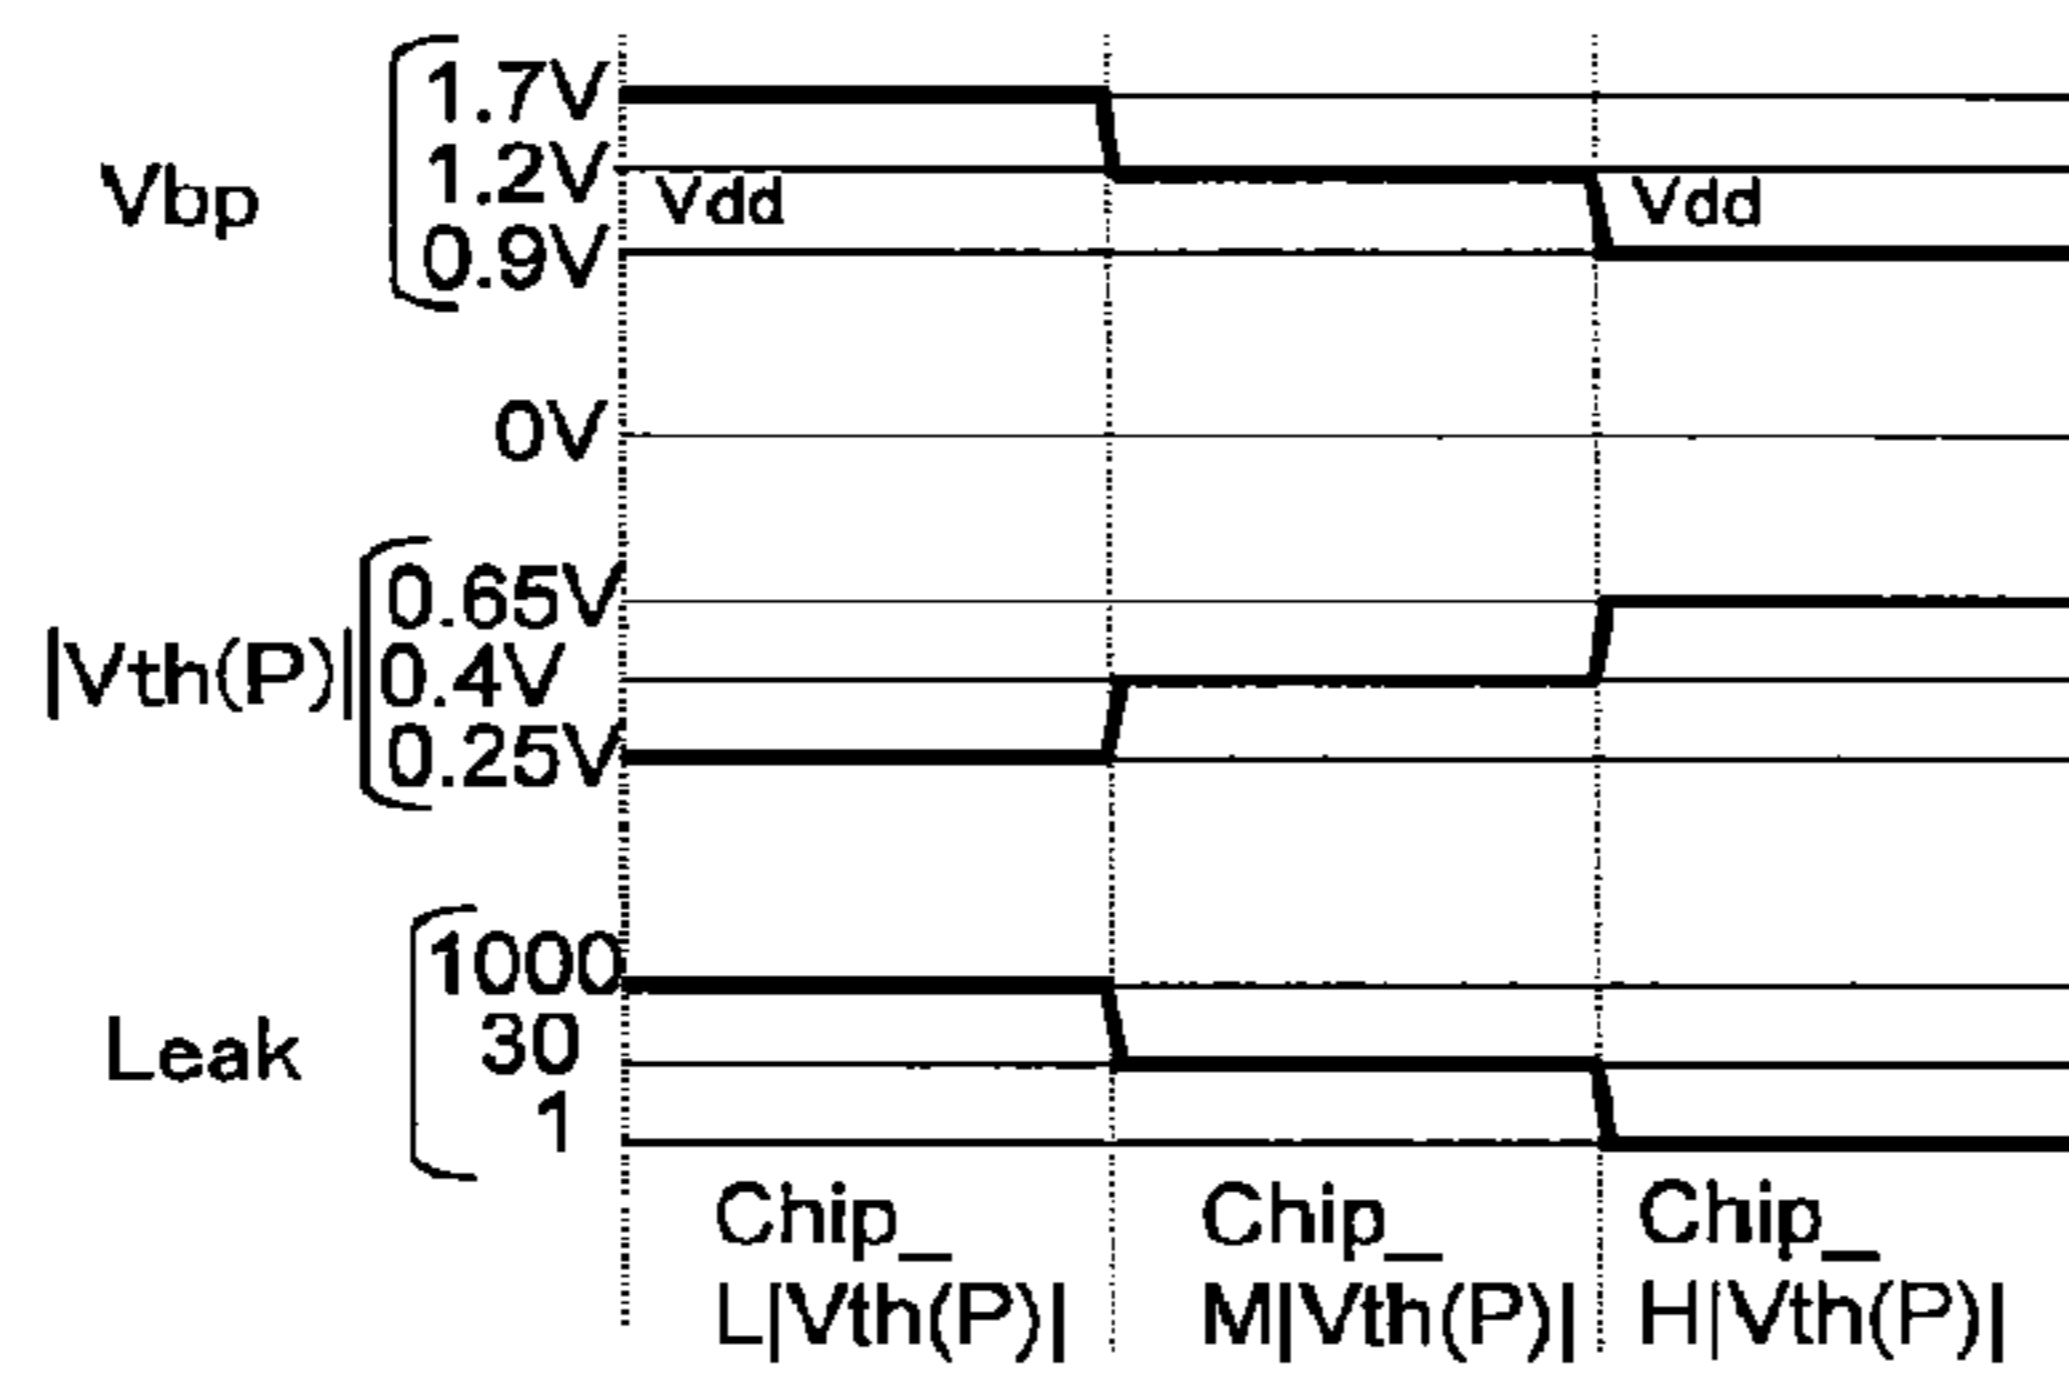 1.7V
Vbp 1.2V Vdd Vdd
0.9V
0V
0.65V
|Vth(P)| 0.4V
0.25V
1000
Leak 30
1
Chip_ Chip_ Chip_
L|Vth(P)| M|Vth(P)| H|Vth(P)|